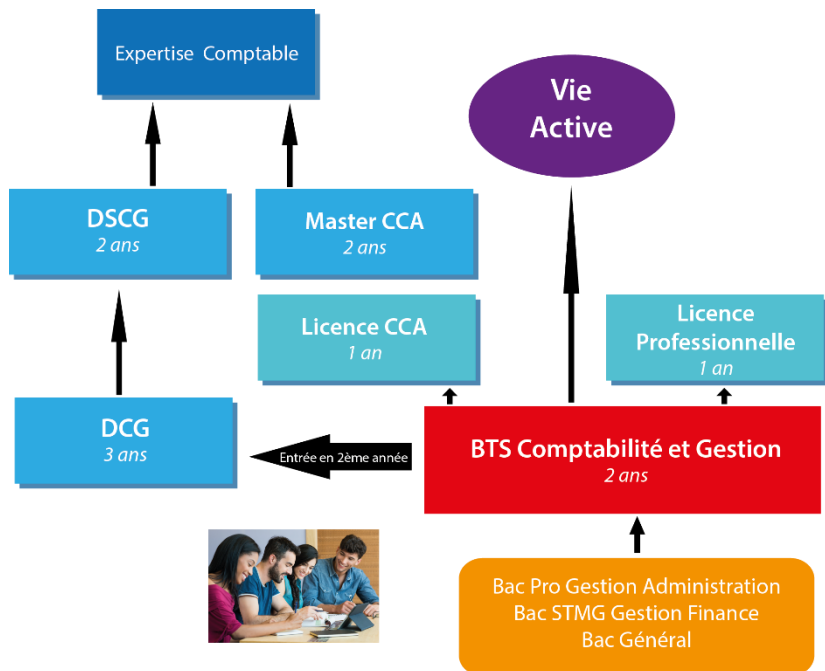 Expertise Comptable
Vie
Active
DSCG
2 ans
Master CCA
2 ans
Licence CCA
1 an
Licence
Professionnelle
1 an
DCG
3 ans
Entrée en 2ème année
BTS Comptabilité et Gestion
2 ans
Bac Pro Gestion Administration
Bac STMG Gestion Finance
Bac Général